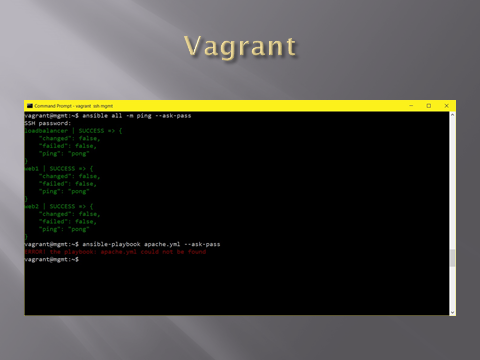 Vagrant
Command Prompt - vagrant ssh mgmt
vagrant@mgmt:~$ ansible all -m ping --ask-pass
SSH password:
loadbalancer | SUCCESS => {
"changed": false,
"failed": false,
"ping": "pong"
}
web1 | SUCCESS => {
"changed": false,
"failed": false,
"ping": "pong"
}
web2 | SUCCESS => {
"changed": false,
"failed": false,
"ping": "pong"
}
vagrant@mgmt:~$ ansible-playbook apache.yml --ask-pass
ERROR! the playbook: apache.yml could not be found
vagrant@mgmt:~$